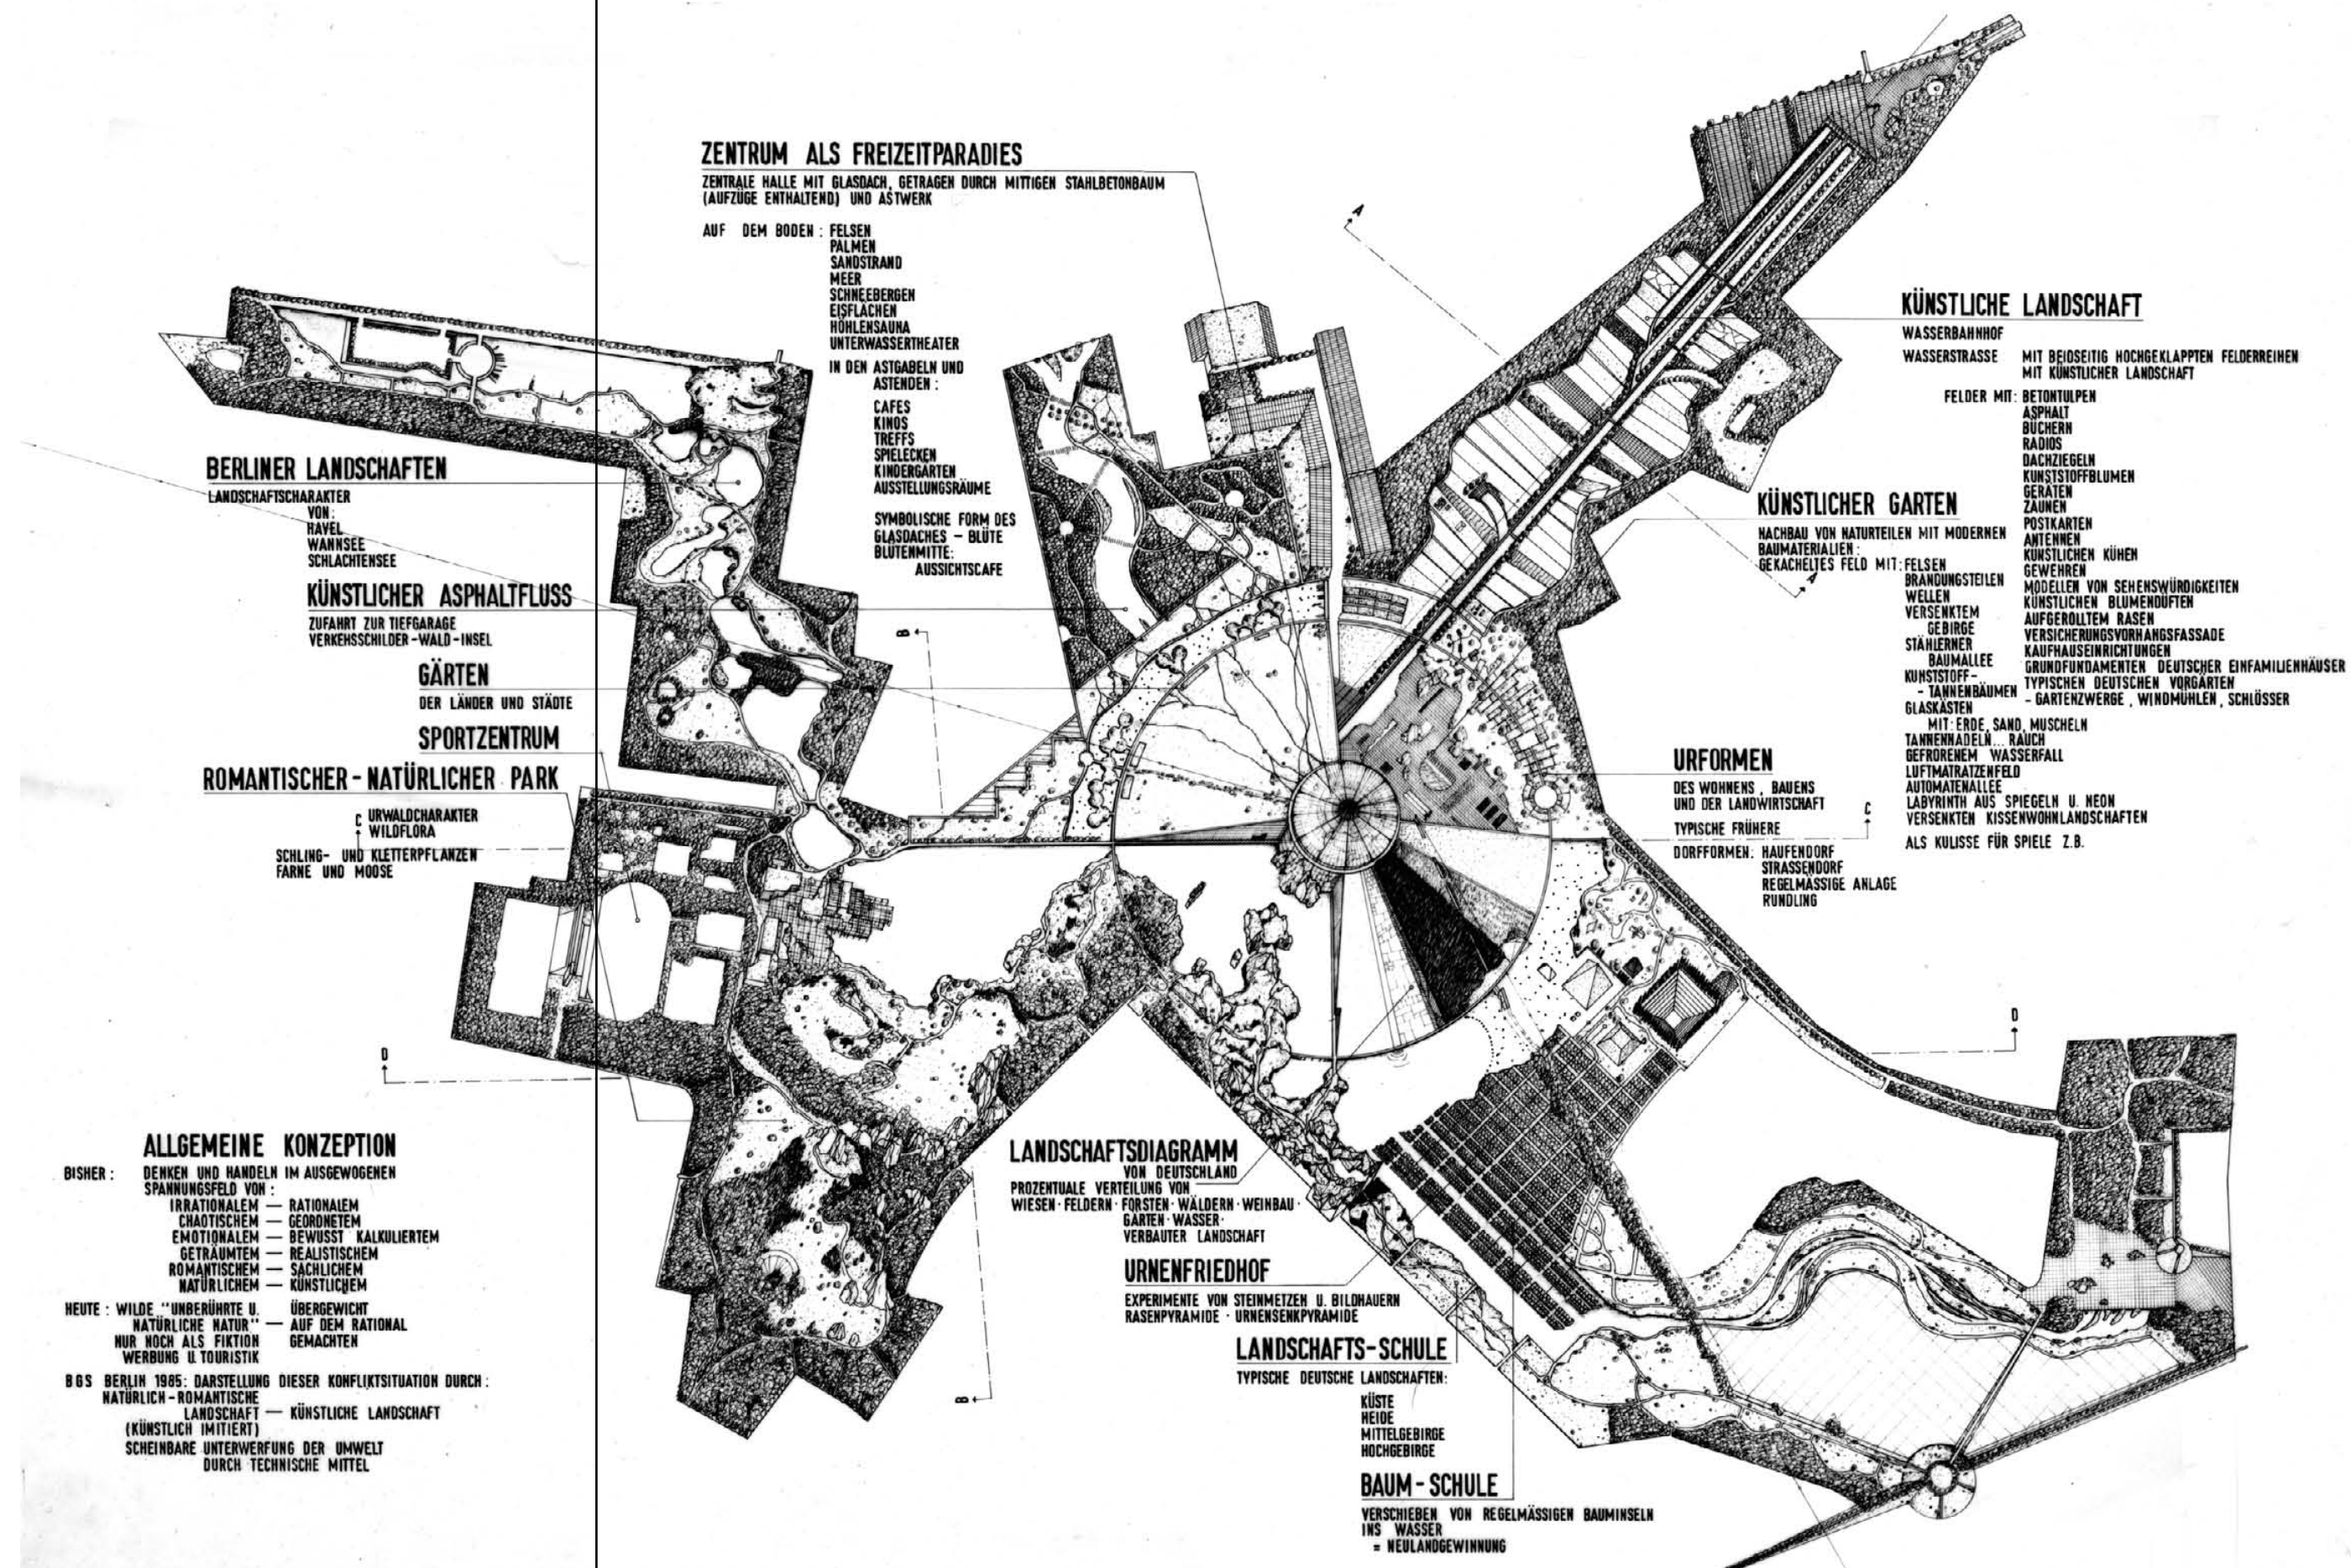 ZENTRUM ALS FREIZEITPARADIES
ZENTRALE HALLE MIT GLASDACH, GETRAGEN DURCH MITTIGEN STAHLBETONBAUM
(AUFZÜGE ENTHALTEND) UND ASTWERK
AUF DEM BODEN : FELSEN
PALMEN
SANDSTRAND
MEER
SCHNEEBERGEN
EISFLÄCHEN
HÖHLENSAUNA
UNTERWASSERTHEATER
IN DEN ASTGABELN UND
ASTENDEN :
CAFES
KINOS
TREFFS
SPIELECKEN
KINDERGÄRTEN
AUSSTELLUNGSRÄUME
SYMBOLISCHE FORM DES
GLASDACHES – BLÜTE
BLÜTENMITTE:
AUSSICHTSCAFE
BERLINER LANDSCHAFTEN
LANDSCHAFTSCHARAKTER
VON:
HAVEL
WANNSEE
SCHLACHTENSEE
KÜNSTLICHER ASPHALTFLUSS
ZUFAHRT ZUR TIEFGARAGE
VERKEHSSCHILDER-WALD-INSEL
GÄRTEN
DER LÄNDER UND STÄDTE
SPORTZENTRUM
ROMANTISCHER-NATÜRLICHER PARK
URWALDCHARAKTER
WILDFLORA
SCHLING- UND KLETTERPFLANZEN
FARNE UND MOOSE
KÜNSTLICHE LANDSCHAFT
WASSERBAHNHOF
WASSERSTRASSE MIT BEIDSEITIG HOCHGEKLAPPTEN FELDERREIHEN
MIT KÜNSTLICHER LANDSCHAFT
FELDER MIT: BETONTULPEN
ASPHALT
BÜCHERN
RADIOS
DACHZIEGELN
KUNSTSTOFFBLUMEN
GERÄTEN
ZÄUNEN
POSTKARTEN
ANTENNEN
KÜNSTLICHEN KÜHEN
GEWEHREN
MODELLEN VON SEHENSWÜRDIGKEITEN
KÜNSTLICHEN BLUMENDÜFTEN
AUFGEROLLTEM RASEN
VERSICHERUNGSVORHANGSFASSADE
KAUFHAUSEINRICHTUNGEN
GRUNDFUNDAMENTEN DEUTSCHER EINFAMILIENHÄUSER
TYPISCHEN DEUTSCHEN VORGÄRTEN
- GARTENZWERGE, WINDMÜHLEN, SCHLÖSSER
KÜNSTLICHER GARTEN
NACHBAU VON NATURTEILEN MIT MODERNEN
BAUMATERIALIEN :
GEKACHELTES FELD MIT: FELSEN
BRANDUNGSTEILEN
WELLEN
VERSENKTEM
GEBIRGE
STÄHLERNER
BAUMALLEE
KUNSTSTOFF-
- TANNENBÄUMEN
GLASKÄSTEN
MIT: ERDE, SAND, MUSCHELN
TANNENNADELN... RAUCH
GEFRORENEM WASSERFALL
LUFTMATRATZENFELD
AUTOMATENALLEE
LABYRINTH AUS SPIEGELN U. NEON
VERSENKTEN KISSENWOHNLANDSCHAFTEN
ALS KULISSE FÜR SPIELE Z.B.
URFORMEN
DES WOHNENS, BAUENS
UND DER LANDWIRTSCHAFT
TYPISCHE FRÜHERE
DORFFORMEN: HAUFENDORF
STRASSENDORF
REGELMÄSSIGE ANLAGE
RUNDLING
A
A
B
B
C
C
D
D
ALLGEMEINE KONZEPTION
BISHER : DENKEN UND HANDELN IM AUSGEWOGENEN
SPANNUNGSFELD VON :
IRRATIONALEM — RATIONALEM
CHAOTISCHEM — GEORDNETEM
EMOTIONALEM — BEWUSST KALKULIERTEM
GETRÄUMTEM — REALISTISCHEM
ROMANTISCHEM — SACHLICHEM
NATÜRLICHEM — KÜNSTLICHEM
HEUTE : WILDE "UNBERÜHRTE U. ÜBERGEWICHT
NATÜRLICHE NATUR" — AUF DEM RATIONAL
NUR NOCH ALS FIKTION GEMACHTEN
WERBUNG U. TOURISTIK
BGS BERLIN 1985: DARSTELLUNG DIESER KONFLIKTSITUATION DURCH :
NATÜRLICH-ROMANTISCHE
LANDSCHAFT — KÜNSTLICHE LANDSCHAFT
(KÜNSTLICH IMITIERT)
SCHEINBARE UNTERWERFUNG DER UMWELT
DURCH TECHNISCHE MITTEL
LANDSCHAFTSDIAGRAMM
VON DEUTSCHLAND
PROZENTUALE VERTEILUNG VON
WIESEN · FELDERN · FORSTEN · WÄLDERN · WEINBAU ·
GARTEN · WASSER ·
VERBAUTER LANDSCHAFT
URNENFRIEDHOF
EXPERIMENTE VON STEINMETZEN U. BILDHAUERN
RASENPYRAMIDE · URNENSENKPYRAMIDE
LANDSCHAFTS-SCHULE
TYPISCHE DEUTSCHE LANDSCHAFTEN:
KÜSTE
HEIDE
MITTELGEBIRGE
HOCHGEBIRGE
BAUM-SCHULE
VERSCHIEBEN VON REGELMÄSSIGEN BAUMINSELN
INS WASSER
= NEULANDGEWINNUNG